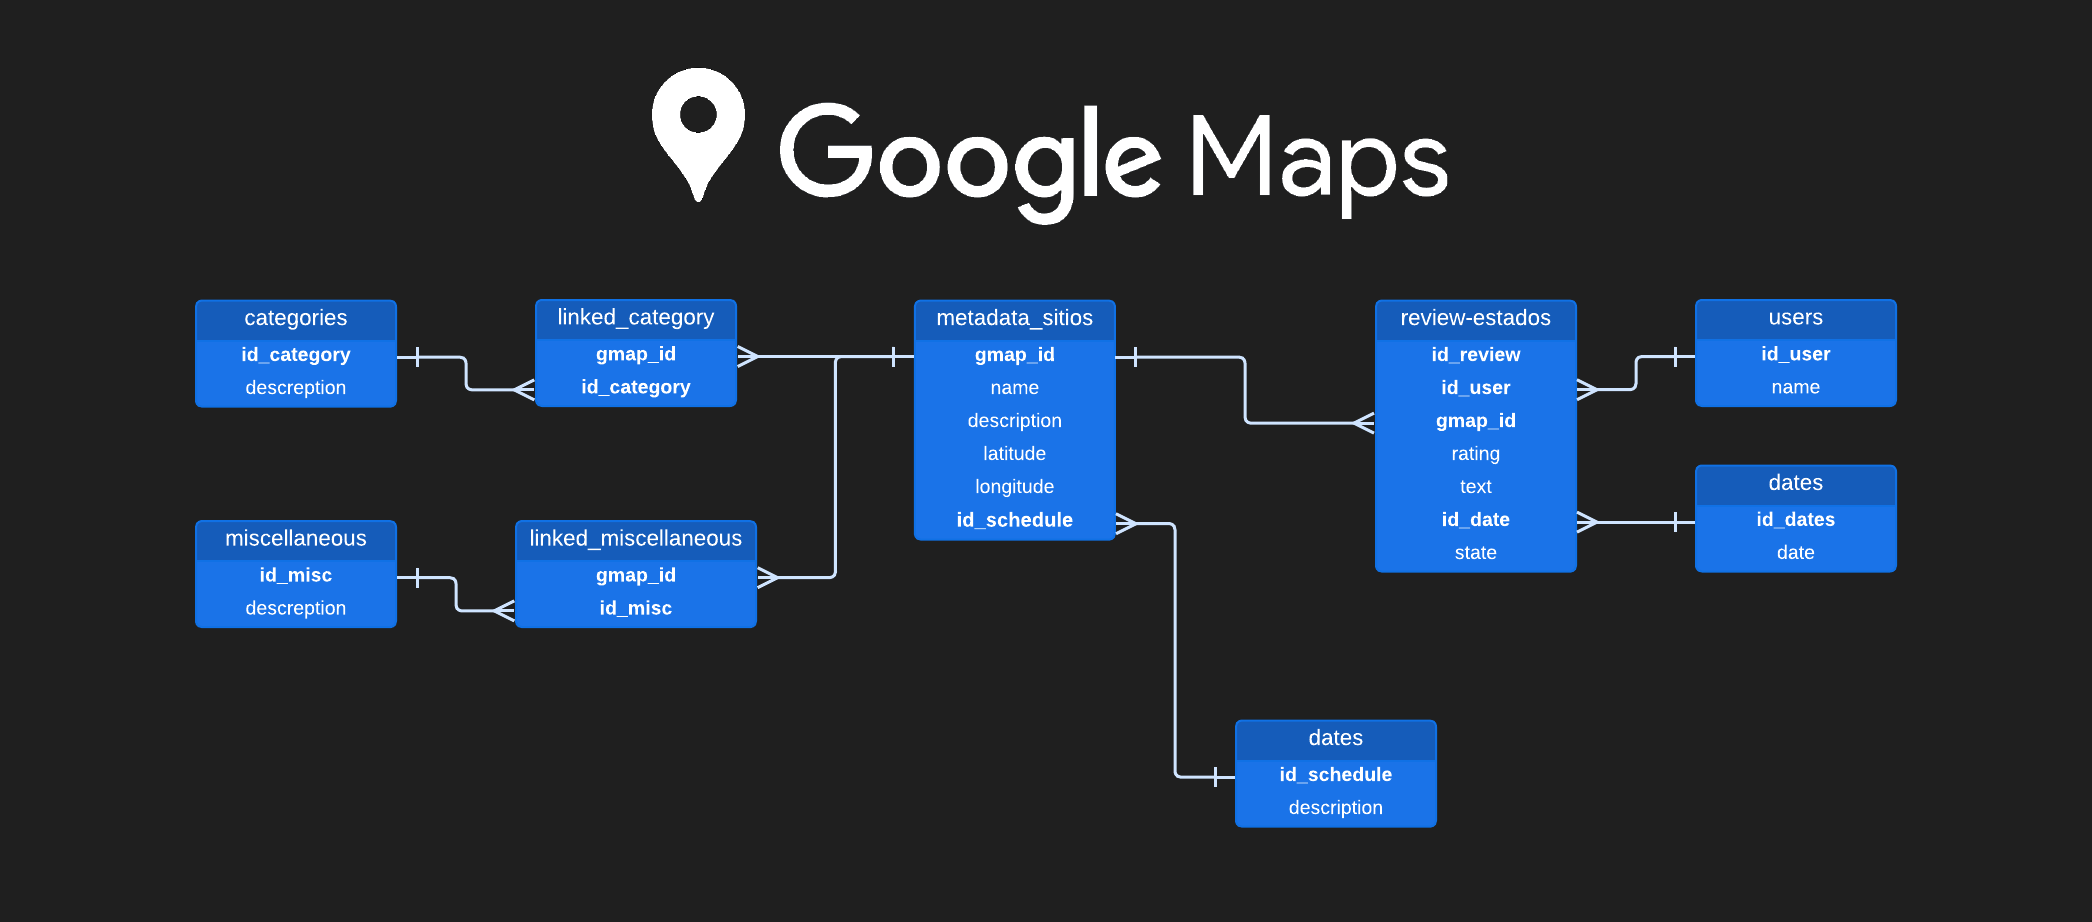 Google Maps
categories
id_category
descreption
linked_category
gmap_id
id_category
metadata_sitios
gmap_id
name
description
latitude
longitude
id_schedule
review-estados
id_review
id_user
gmap_id
rating
text
id_date
state
users
id_user
name
dates
id_dates
date
miscellaneous
id_misc
descreption
linked_miscellaneous
gmap_id
id_misc
dates
id_schedule
description